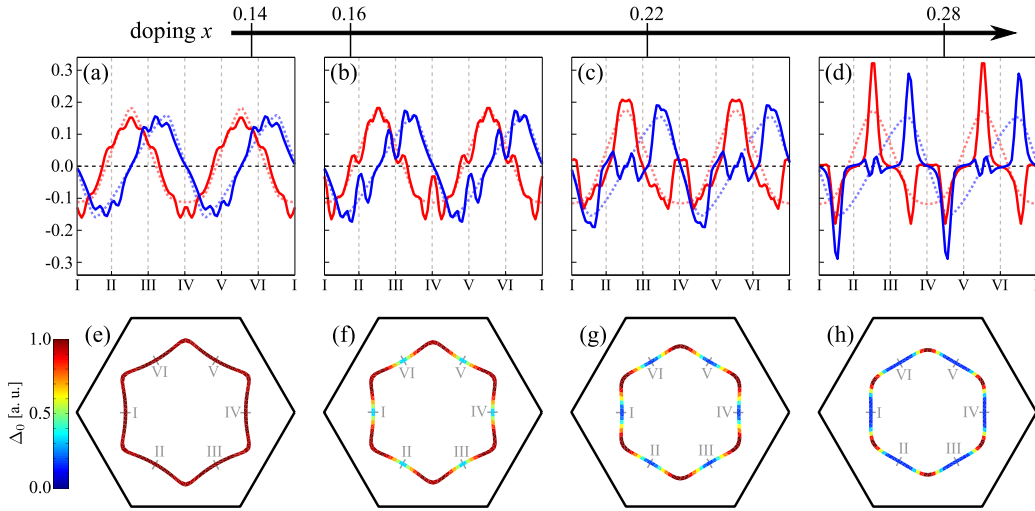 0.14 0.16 0.22 0.28
doping x
(a) (b) (c) (d)
0.3
0.2
0.1
0.0
-0.1
-0.2
-0.3
I II III IV V VI I I II III IV V VI I I II III IV V VI I I II III IV V VI I
(e) (f) (g) (h)
Δ0 [a. u.]
1.0
0.5
0.0
VI V VI V VI V VI V
I IV I IV I IV I IV
II III II III II III II III